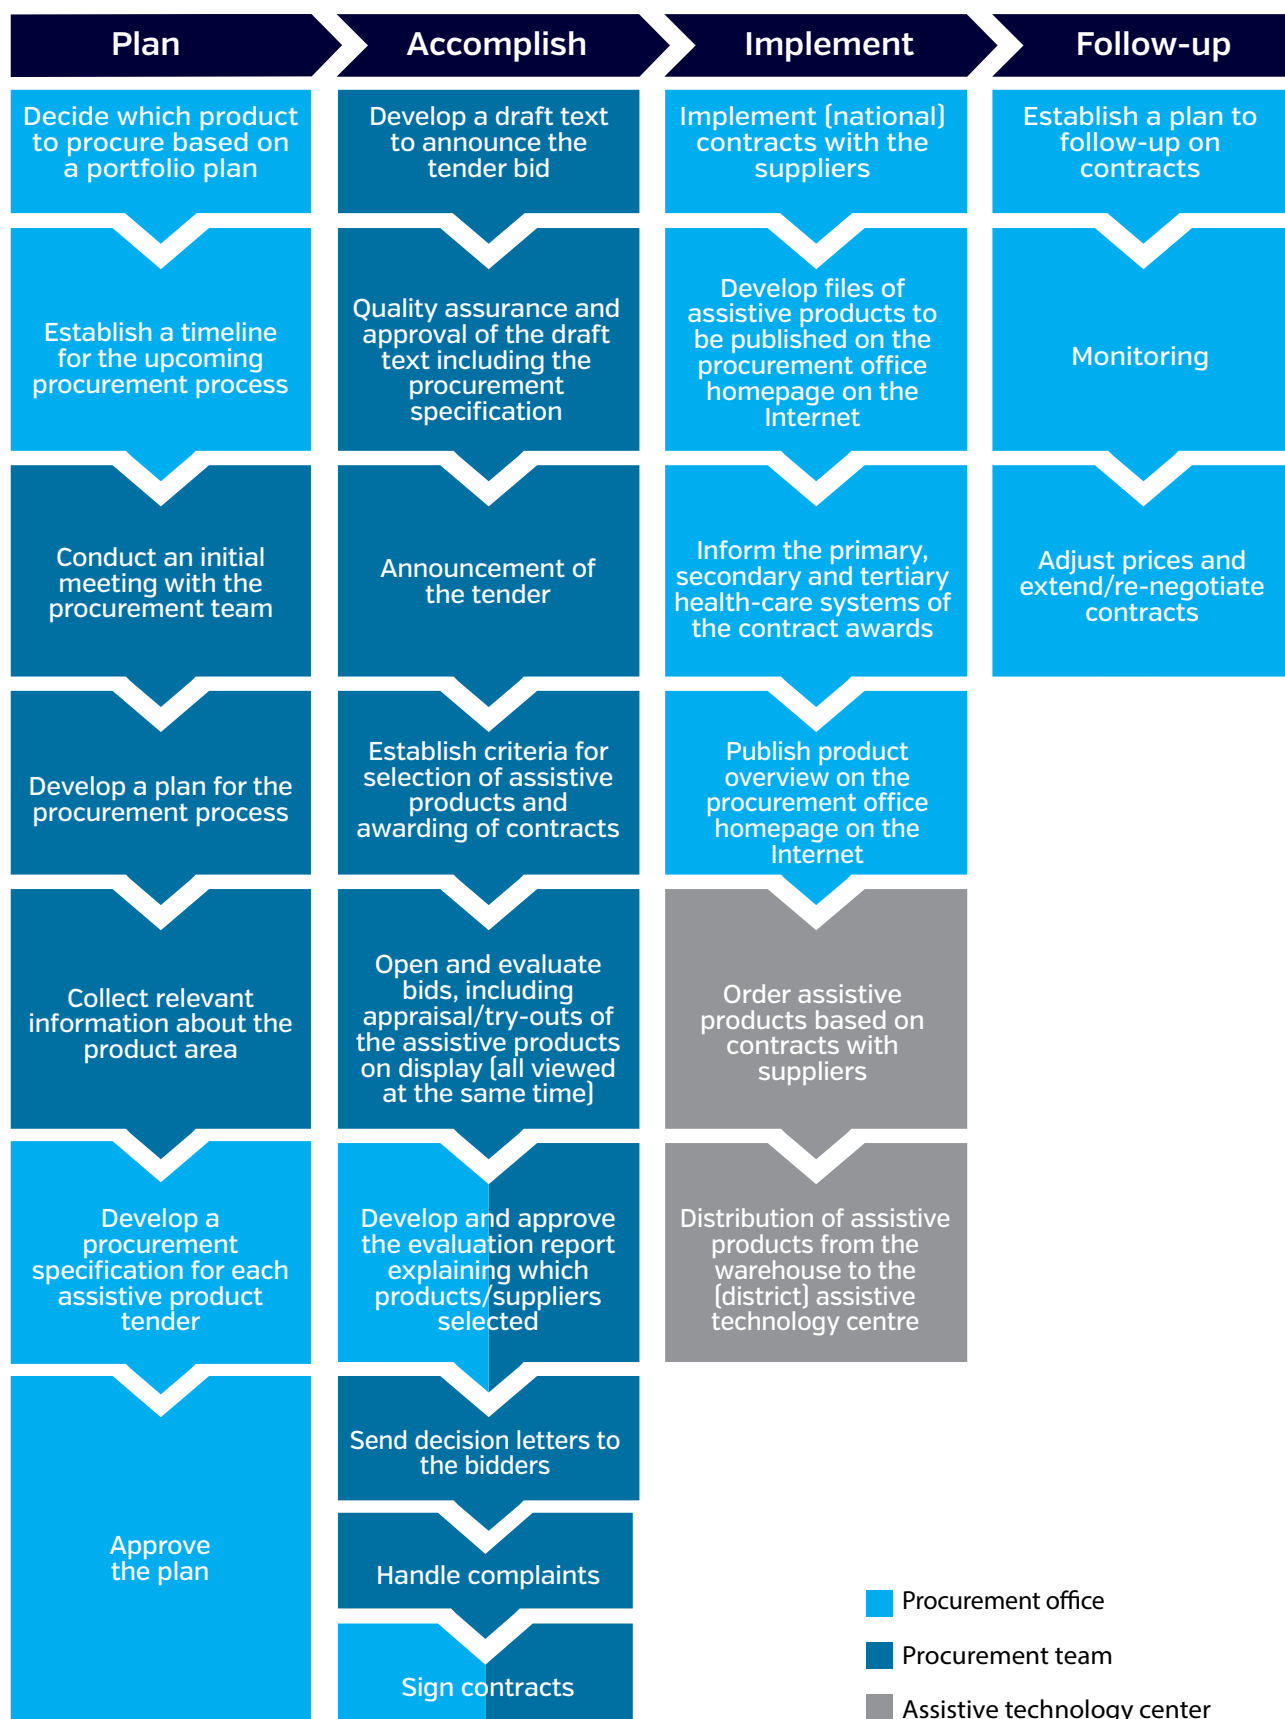 Plan
Accomplish
Implement
Follow-up
Decide which product
to procure based on
a portfolio plan
Establish a timeline
for the upcoming
procurement process
Conduct an initial
meeting with the
procurement team
Develop a plan for the
procurement process
Collect relevant
information about the
product area
Develop a
procurement
specification for each
assistive product
tender
Approve
the plan
Develop a draft text
to announce the
tender bid
Quality assurance and
approval of the draft
text including the
procurement
specification
Announcement of
the tender
Establish criteria for
selection of assistive
products and
awarding of contracts
Open and evaluate
bids, including
appraisal/try-outs of
the assistive products
on display (all viewed
at the same time)
Develop and approve
the evaluation report
explaining which
products/suppliers
selected
Send decision letters to
the bidders
Handle complaints
Sign contracts
Implement (national)
contracts with the
suppliers
Develop files of
assistive products to
be published on the
procurement office
homepage on the
Internet
Inform the primary,
secondary and tertiary
health-care systems of
the contract awards
Publish product
overview on the
procurement office
homepage on the
Internet
Order assistive
products based on
contracts with
suppliers
Distribution of assistive
products from the
warehouse to the
(district) assistive
technology centre
Establish a plan to
follow-up on
contracts
Monitoring
Adjust prices and
extend/re-negotiate
contracts
Procurement office
Procurement team
Assistive technology center